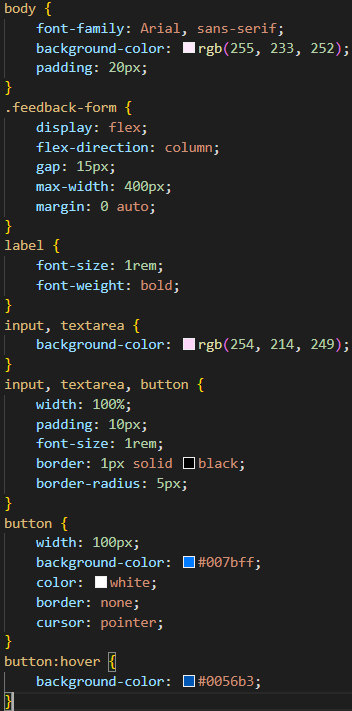 body {
    font-family: Arial, sans-serif;
    background-color: rgb(255, 233, 252);
    padding: 20px;
}
.feedback-form {
    display: flex;
    flex-direction: column;
    gap: 15px;
    max-width: 400px;
    margin: 0 auto;
}
label {
    font-size: 1rem;
    font-weight: bold;
}
input, textarea {
    background-color: rgb(254, 214, 249);
}
input, textarea, button {
    width: 100%;
    padding: 10px;
    font-size: 1rem;
    border: 1px solid black;
    border-radius: 5px;
}
button {
    width: 100px;
    background-color: #007bff;
    color: white;
    border: none;
    cursor: pointer;
}
button:hover {
    background-color: #0056b3;
}